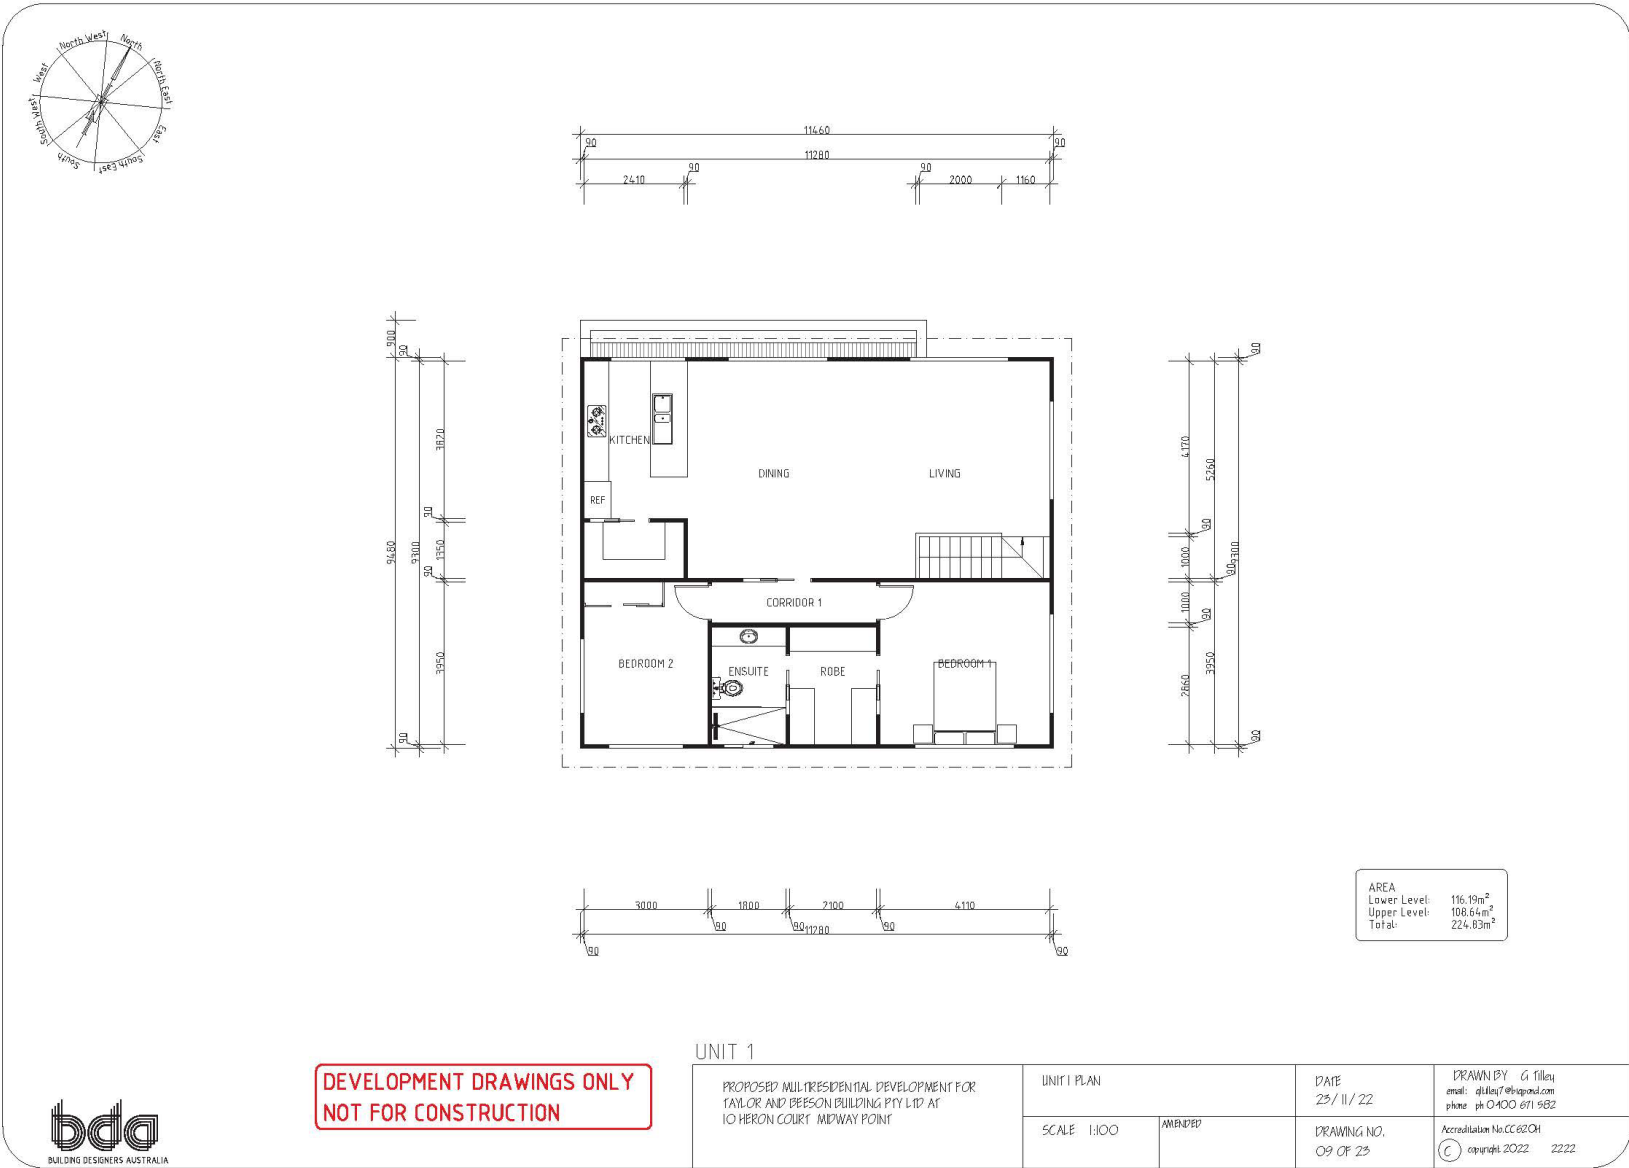 North West
North
North East
East
South East
South
South West
West
11460
90
90
11280
90
90
2410
2000
1160
900
90
3820
90
9480
9300
1350
90
3950
90
90
4170
5260
90
1000
9300
90
1000
90
3950
2860
90
KITCHEN
DINING
LIVING
REF
CORRIDOR 1
BEDROOM 2
ENSUITE
ROBE
BEDROOM 1
3000
1800
2100
4110
90
90
90
11280
90
90
AREA
Lower Level: 116.19m²
Upper Level: 108.64m²
Total: 224.83m²
UNIT 1
DEVELOPMENT DRAWINGS ONLY
NOT FOR CONSTRUCTION
bda
BUILDING DESIGNERS AUSTRALIA
PROPOSED MULTIRESIDENTIAL DEVELOPMENT FOR
TAYLOR AND BEESON BUILDING PTY LTD AT
10 HERON COURT MIDWAY POINT
UNIT 1 PLAN
SCALE 1:100
AMENDED
DATE
23/11/22
DRAWING NO.
09 OF 23
DRAWN BY G Tilley
email:
phone ph 0400 671 582
Accreditation No.CC620H
C copyright 2022 2222